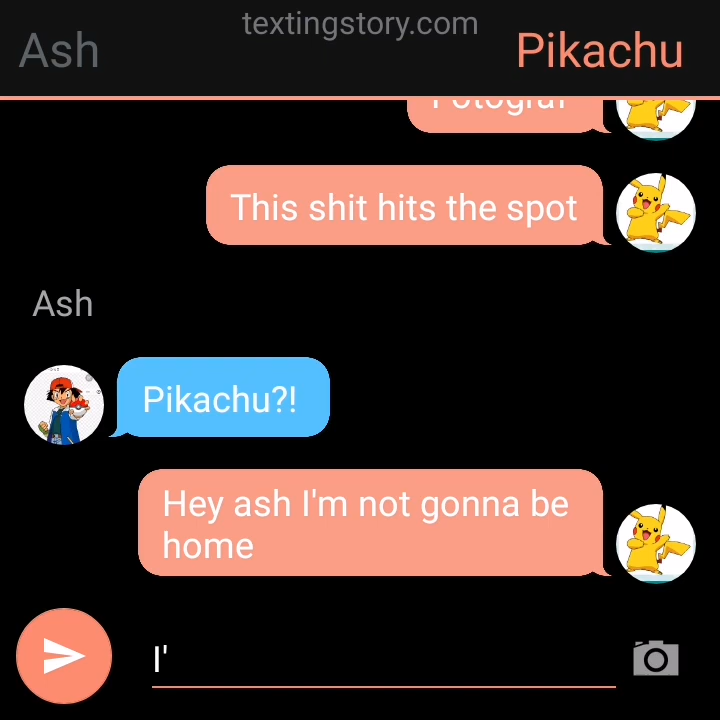 textingstory.com
Ash
Pikachu
This shit hits the spot
Ash
Pikachu?!
Hey ash I'm not gonna be
home
I'